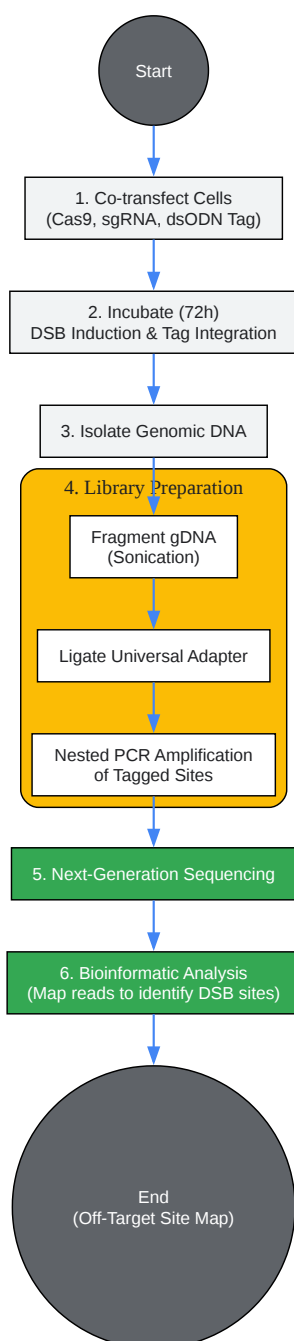 Start
1. Co-transfect Cells
(Cas9, sgRNA, dsODN Tag)
2. Incubate (72h)
DSB Induction & Tag Integration
3. Isolate Genomic DNA
4. Library Preparation
Fragment gDNA
(Sonication)
Ligate Universal Adapter
Nested PCR Amplification
of Tagged Sites
5. Next-Generation Sequencing
6. Bioinformatic Analysis
(Map reads to identify DSB sites)
End
(Off-Target Site Map)